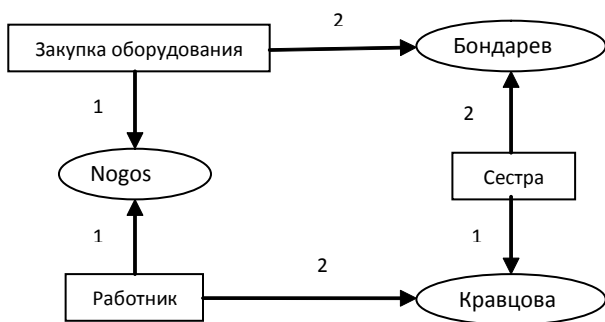 2
Закупка оборудования
Бондарев
1
2
Nogos
Сестра
1
1
2
Работник
Кравцова